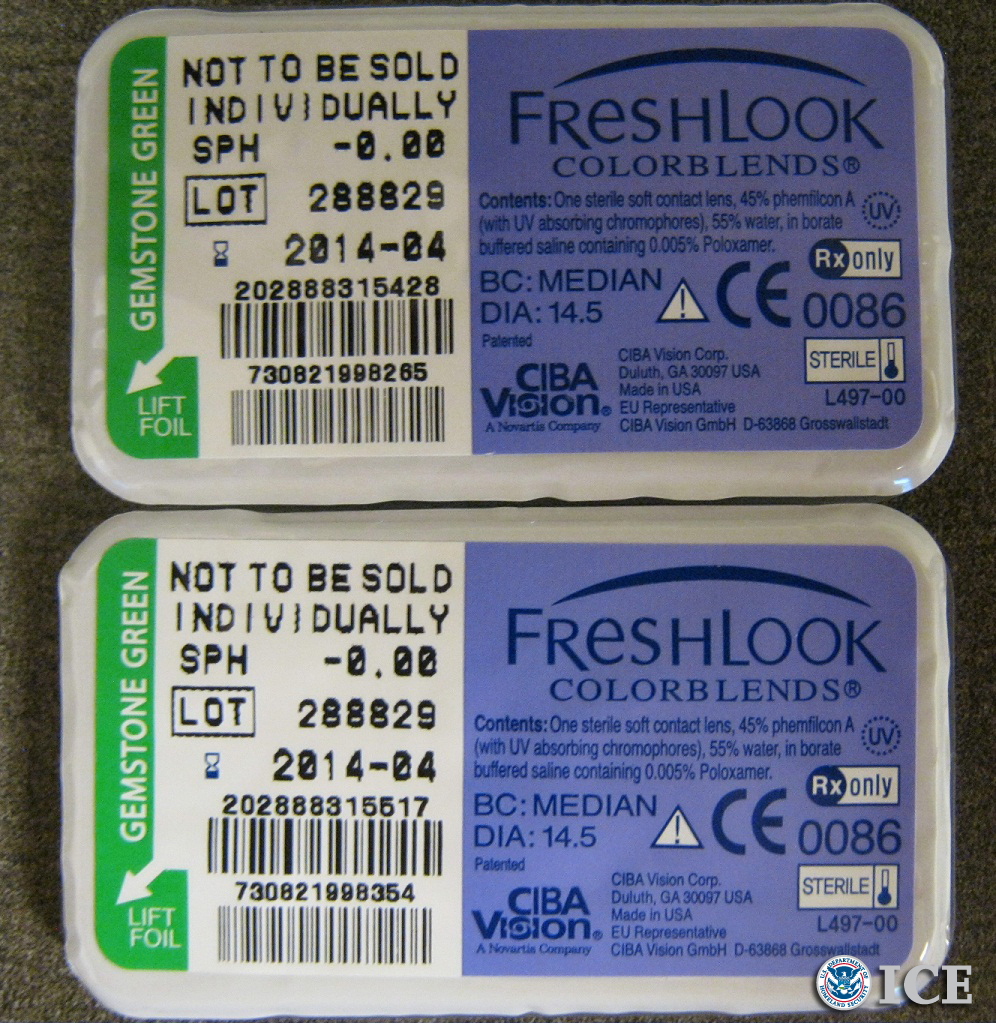 GEMSTONE GREEN
LIFT
FOIL
NOT TO BE SOLD
INDIVIDUALLY
SPH -0.00
LOT 288829
2014-04
202888315428
730821998265
FRESHLOOK
COLORBLENDS®
Contents: One sterile soft contact lens, 45% phemfilcon A
(with UV absorbing chromophores), 55% water, in borate
buffered saline containing 0.005% Poloxamer.
UV
Rx only
BC: MEDIAN
DIA: 14.5
CE 0086
Patented
STERILE
L497-00
CIBA
Vision®
A Novartis Company
CIBA Vision Corp.
Duluth, GA 30097 USA
Made in USA
EU Representative
CIBA Vision GmbH D-63868 Grosswallstadt
GEMSTONE GREEN
LIFT
FOIL
NOT TO BE SOLD
INDIVIDUALLY
SPH -0.00
LOT 288829
2014-04
202888315517
730821998354
FRESHLOOK
COLORBLENDS®
Contents: One sterile soft contact lens, 45% phemfilcon A
(with UV absorbing chromophores), 55% water, in borate
buffered saline containing 0.005% Poloxamer.
UV
Rx only
BC: MEDIAN
DIA: 14.5
CE 0086
Patented
STERILE
L497-00
CIBA
Vision®
A Novartis Company
CIBA Vision Corp.
Duluth, GA 30097 USA
Made in USA
EU Representative
CIBA Vision GmbH D-63868 Grosswallstadt
U.S. DEPARTMENT OF
HOMELAND SECURITY
ICE